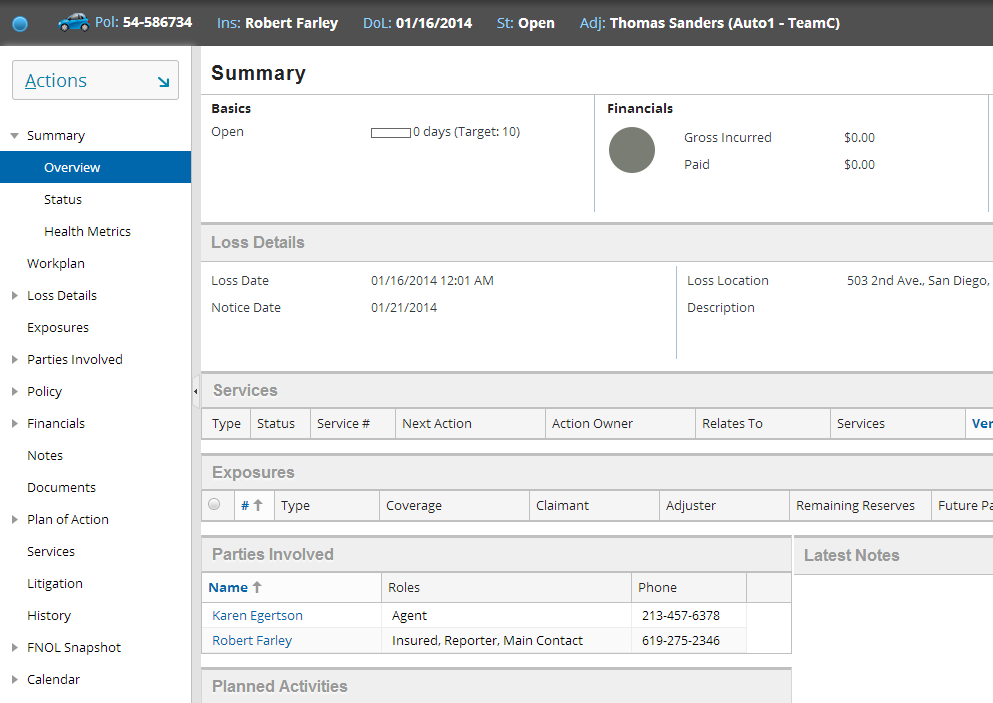 Pol: 54-586734 Ins: Robert Farley DoL: 01/16/2014 St: Open Adj: Thomas Sanders (Auto1 - TeamC)
Actions
Summary
Overview
Status
Health Metrics
Workplan
Loss Details
Exposures
Parties Involved
Policy
Financials
Notes
Documents
Plan of Action
Services
Litigation
History
FNOL Snapshot
Calendar
Summary
Basics
Open 0 days (Target: 10)
Financials
Gross Incurred $0.00
Paid $0.00
Loss Details
Loss Date 01/16/2014 12:01 AM
Notice Date 01/21/2014
Loss Location 503 2nd Ave., San Diego,
Description
Services
Type Status Service # Next Action Action Owner Relates To Services Ver
Exposures
# Type Coverage Claimant Adjuster Remaining Reserves Future Pa
Parties Involved
Name Roles Phone
Karen Egertson Agent 213-457-6378
Robert Farley Insured, Reporter, Main Contact 619-275-2346
Latest Notes
Planned Activities